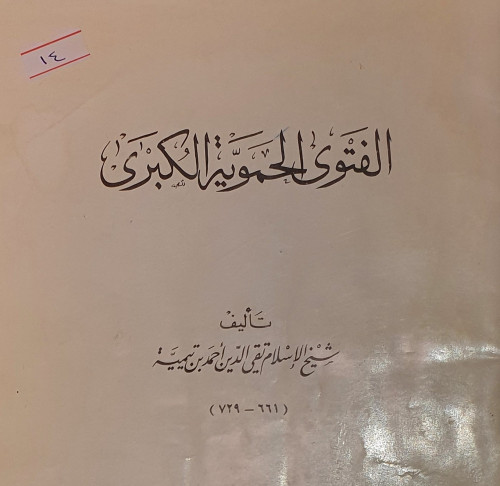 ١٤
الفتوى الحموية الكبرى
تأليف
شيخ الإسلام تقي الدين أحمد بن تيمية
(٦٦١ - ٧٢٩)